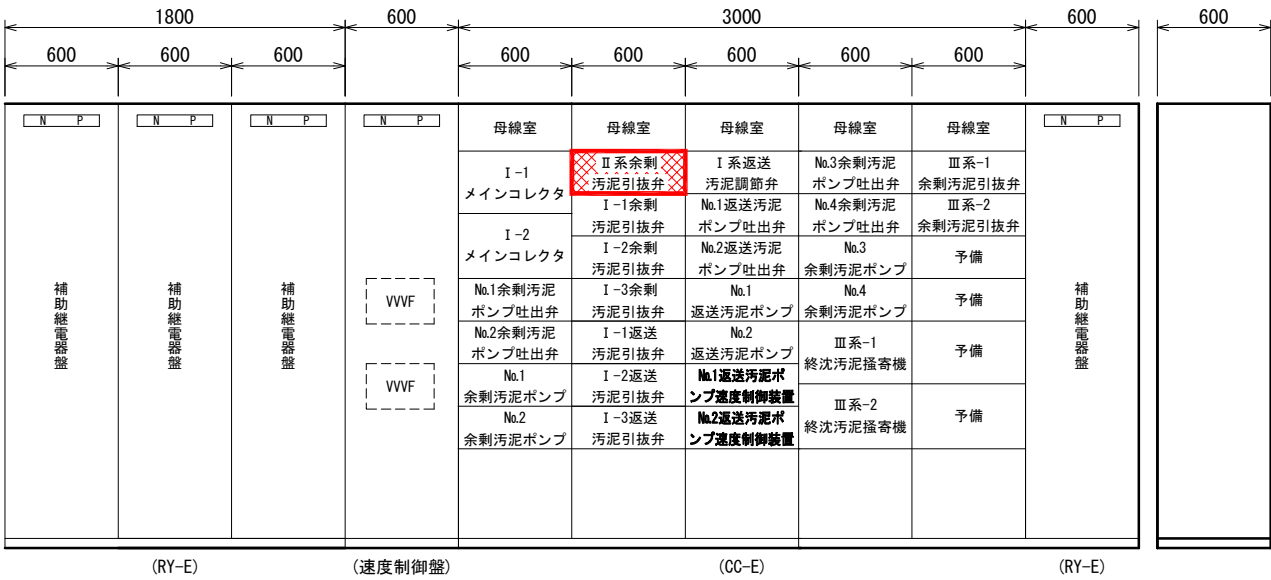 1800 600 3000 600 600
600 600 600 600 600 600 600 600
N P N P N P N P N P
母線室 母線室 母線室 母線室 母線室
Ⅰ-1
メインコレクタ
Ⅰ-2
メインコレクタ
No.1余剰汚泥
ポンプ吐出弁
No.2余剰汚泥
ポンプ吐出弁
No.1
余剰汚泥ポンプ
No.2
余剰汚泥ポンプ
Ⅱ系余剰
汚泥引抜弁
Ⅰ-1余剰
汚泥引抜弁
Ⅰ-2余剰
汚泥引抜弁
Ⅰ-3余剰
汚泥引抜弁
Ⅰ-1返送
汚泥引抜弁
Ⅰ-2返送
汚泥引抜弁
Ⅰ-3返送
汚泥引抜弁
Ⅰ系返送
汚泥調節弁
No.1返送汚泥
ポンプ吐出弁
No.2返送汚泥
ポンプ吐出弁
No.1
返送汚泥ポンプ
No.2
返送汚泥ポンプ
No.1返送汚泥ポ
ンプ速度制御装置
No.2返送汚泥ポ
ンプ速度制御装置
No.3余剰汚泥
ポンプ吐出弁
No.4余剰汚泥
ポンプ吐出弁
No.3
余剰汚泥ポンプ
No.4
余剰汚泥ポンプ
Ⅲ系-1
終沈汚泥掻寄機
Ⅲ系-2
終沈汚泥掻寄機
Ⅲ系-1
余剰汚泥引抜弁
Ⅲ系-2
余剰汚泥引抜弁
予備
予備
予備
予備
補助継電器盤
補助継電器盤
補助継電器盤
VVVF
VVVF
補助継電器盤
(RY-E) (速度制御盤) (CC-E) (RY-E)